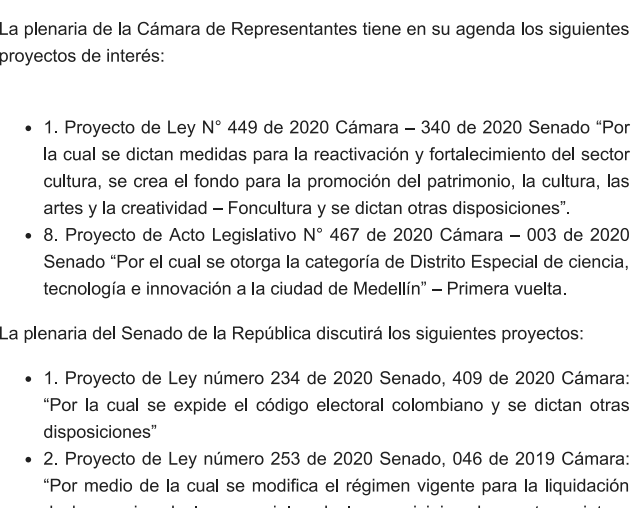 La plenaria de la Cámara de Representantes tiene en su agenda los siguientes
proyectos de interés:
• 1. Proyecto de Ley N° 449 de 2020 Cámara – 340 de 2020 Senado “Por
la cual se dictan medidas para la reactivación y fortalecimiento del sector
cultura, se crea el fondo para la promoción del patrimonio, la cultura, las
artes y la creatividad – Foncultura y se dictan otras disposiciones”.
• 8. Proyecto de Acto Legislativo N° 467 de 2020 Cámara – 003 de 2020
Senado “Por el cual se otorga la categoría de Distrito Especial de ciencia,
tecnología e innovación a la ciudad de Medellín” – Primera vuelta.
La plenaria del Senado de la República discutirá los siguientes proyectos:
• 1. Proyecto de Ley número 234 de 2020 Senado, 409 de 2020 Cámara:
“Por la cual se expide el código electoral colombiano y se dictan otras
disposiciones”
• 2. Proyecto de Ley número 253 de 2020 Senado, 046 de 2019 Cámara:
“Por medio de la cual se modifica el régimen vigente para la liquidación